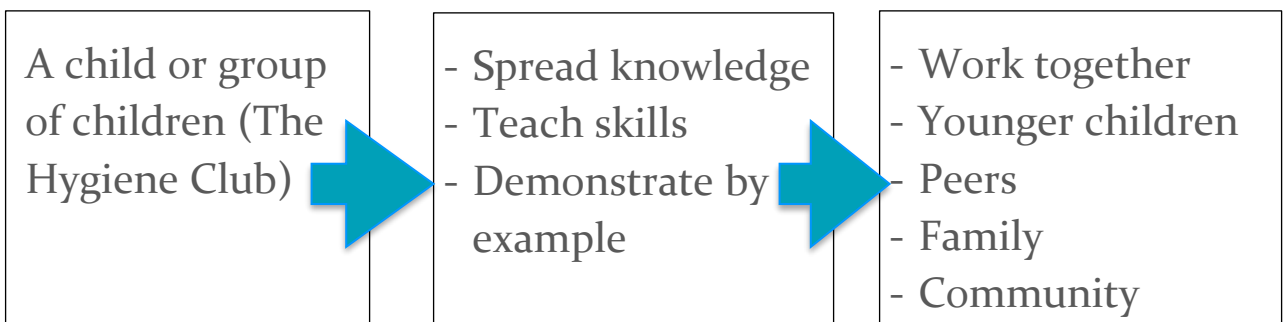 A child or group
of children (The
Hygiene Club)
- Spread knowledge
- Teach skills
- Demonstrate by
example
- Work together
- Younger children
- Peers
- Family
- Community